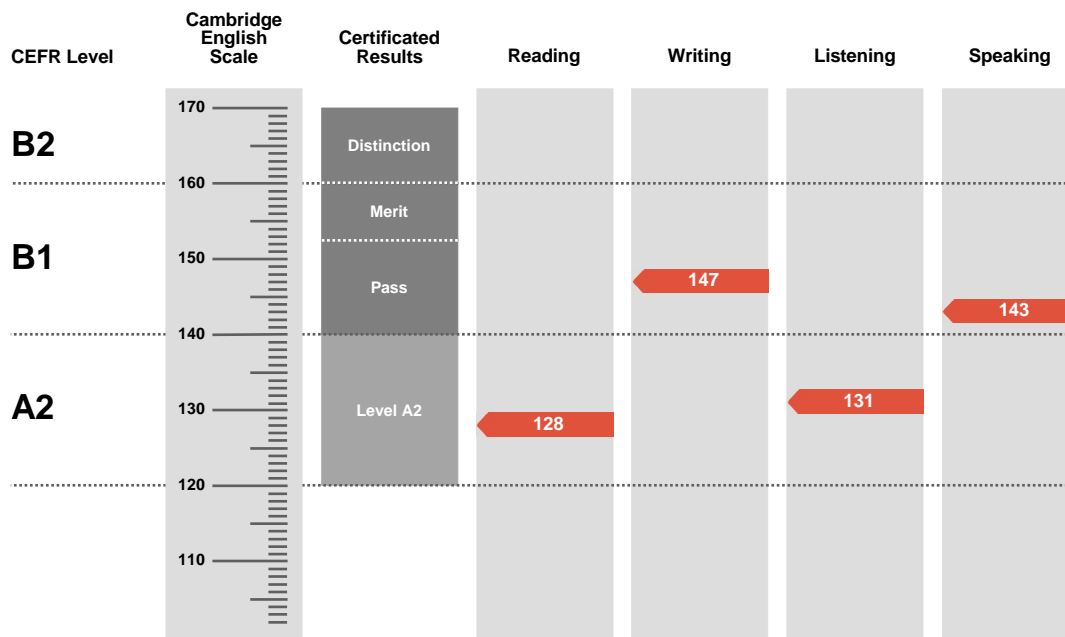 CEFR Level
Cambridge
English
Scale
Certificated
Results
Reading
Writing
Listening
Speaking
170
B2
Distinction
160
Merit
B1
150
Pass
147
143
140
A2
130
Level A2
128
131
120
110